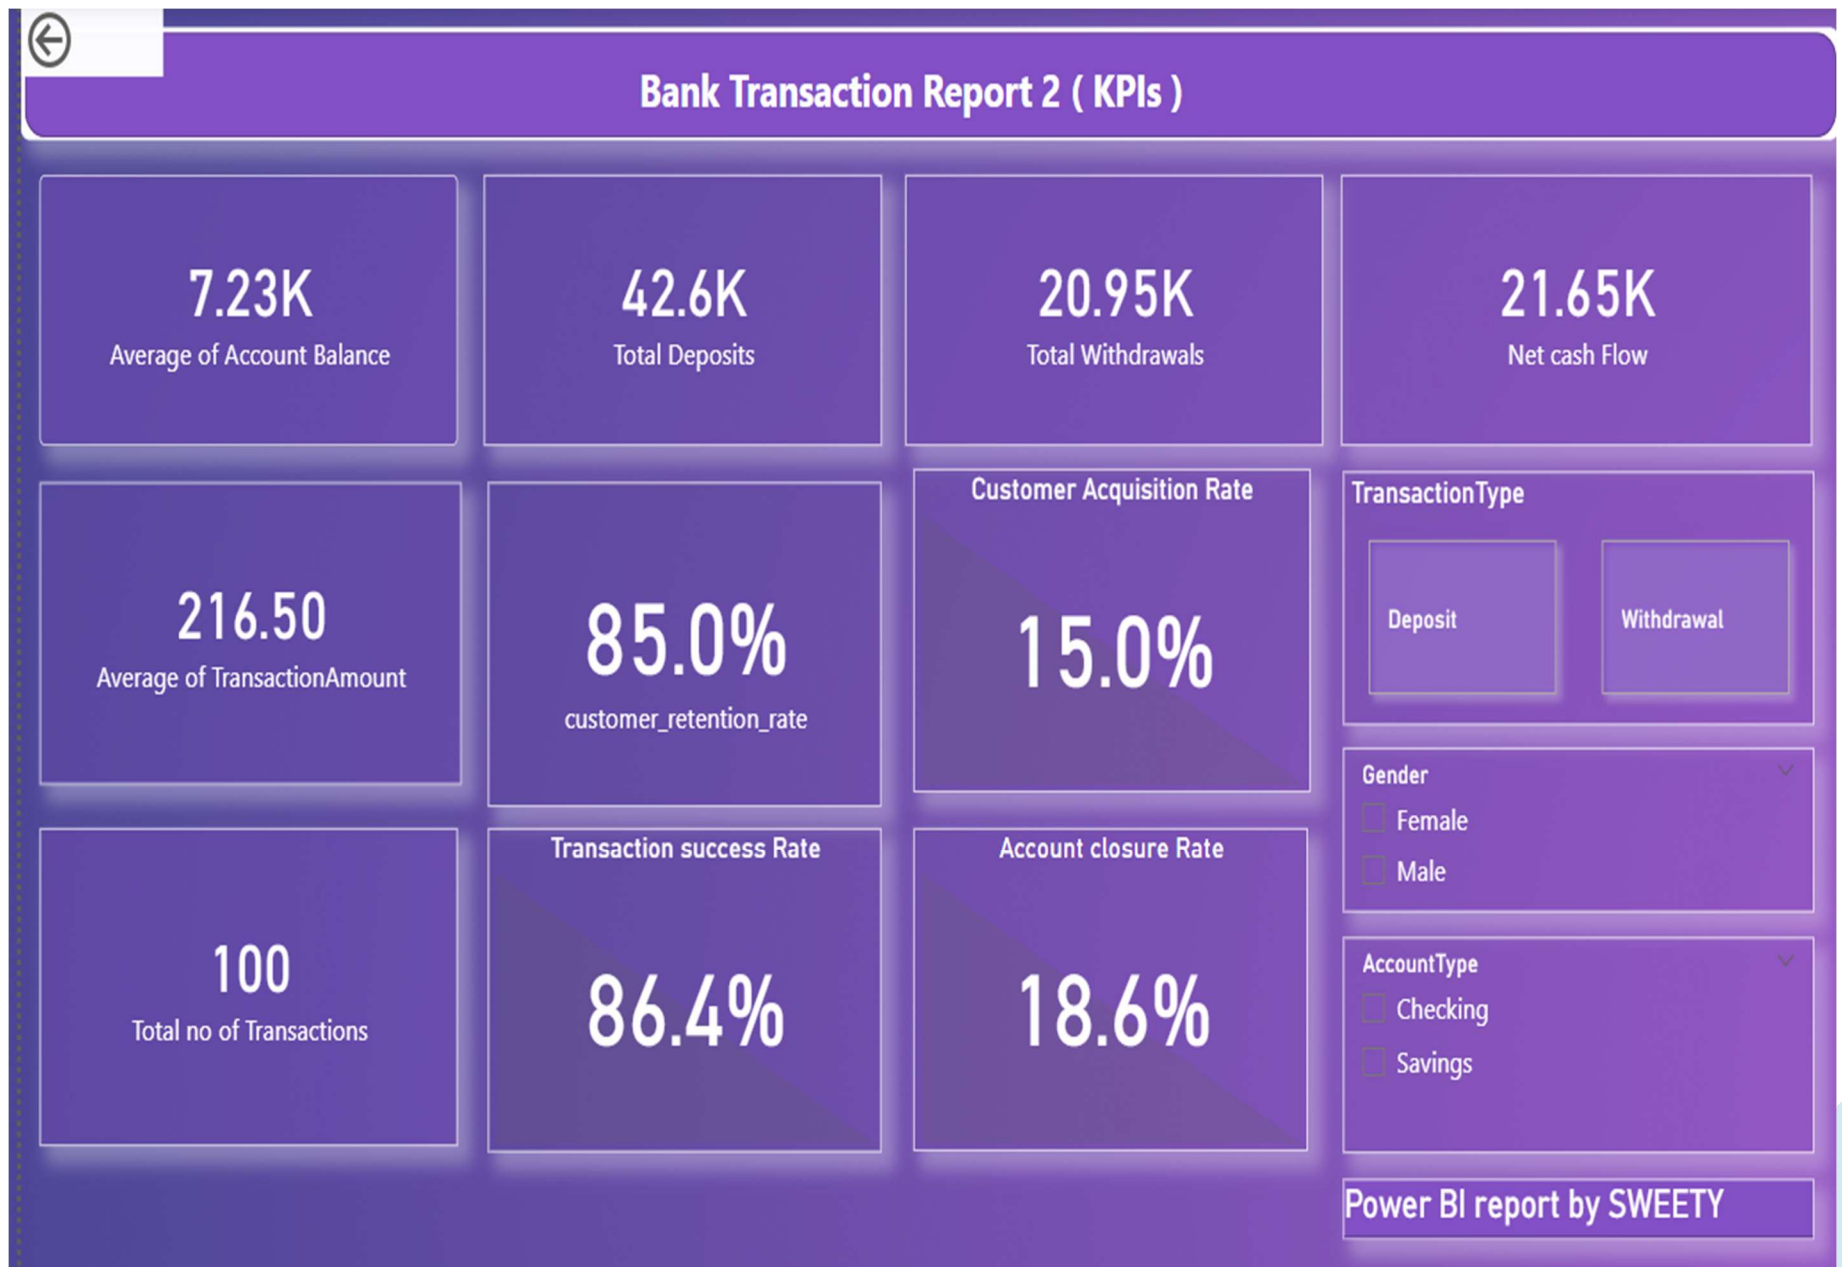 Bank Transaction Report 2 ( KPIs )
7.23K
Average of Account Balance
42.6K
Total Deposits
20.95K
Total Withdrawals
21.65K
Net cash Flow
216.50
Average of TransactionAmount
85.0%
customer_retention_rate
Customer Acquisition Rate
15.0%
TransactionType
Deposit
Withdrawal
Gender
Female
Male
100
Total no of Transactions
Transaction success Rate
86.4%
Account closure Rate
18.6%
AccountType
Checking
Savings
Power BI report by SWEETY